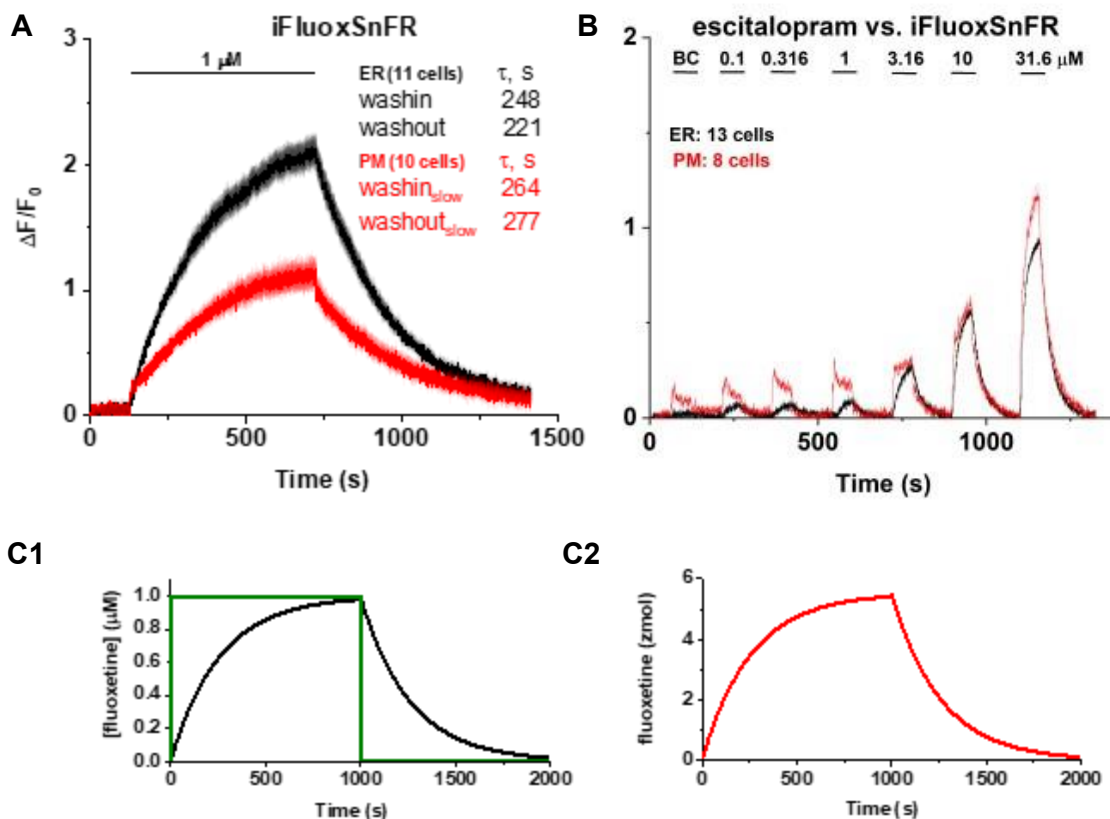 A
iFluoxSnFR
1 μM
ER (11 cells) τ, S
washin 248
washout 221
PM (10 cells) τ, S
washin slow 264
washout slow 277
3
2
1
0
ΔF/F0
0 500 1000 1500
Time (s)
B
escitalopram vs. iFluoxSnFR
BC 0.1 0.316 1 3.16 10 31.6 μM
ER: 13 cells
PM: 8 cells
2
1
0
0 500 1000
Time (s)
C1
[fluoxetine] (μM)
1.0
0.8
0.6
0.4
0.2
0.0
0 500 1000 1500 2000
Time (s)
C2
fluoxetine (zmol)
6
4
2
0
0 500 1000 1500 2000
Time (s)